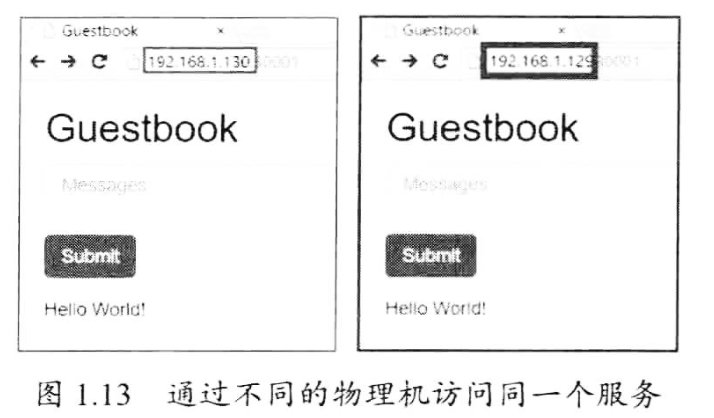 Guestbook ×
192.168.1.130:30001
Guestbook
Messages
Submit
Hello World!
Guestbook ×
192.168.1.129:30001
Guestbook
Messages
Submit
Hello World!
图 1.13 通过不同的物理机访问同一个服务